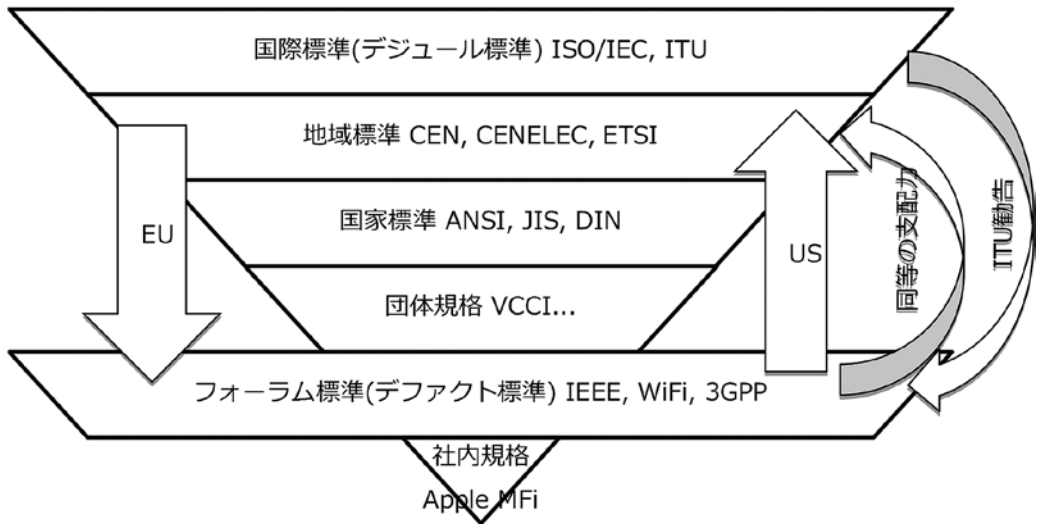 国際標準(デジュール標準) ISO/IEC, ITU
地域標準 CEN, CENELEC, ETSI
国家標準 ANSI, JIS, DIN
EU
US
同等の支配力
ITU勧告
団体規格 VCCI...
フォーラム標準(デファクト標準) IEEE, WiFi, 3GPP
社内規格
Apple MFi